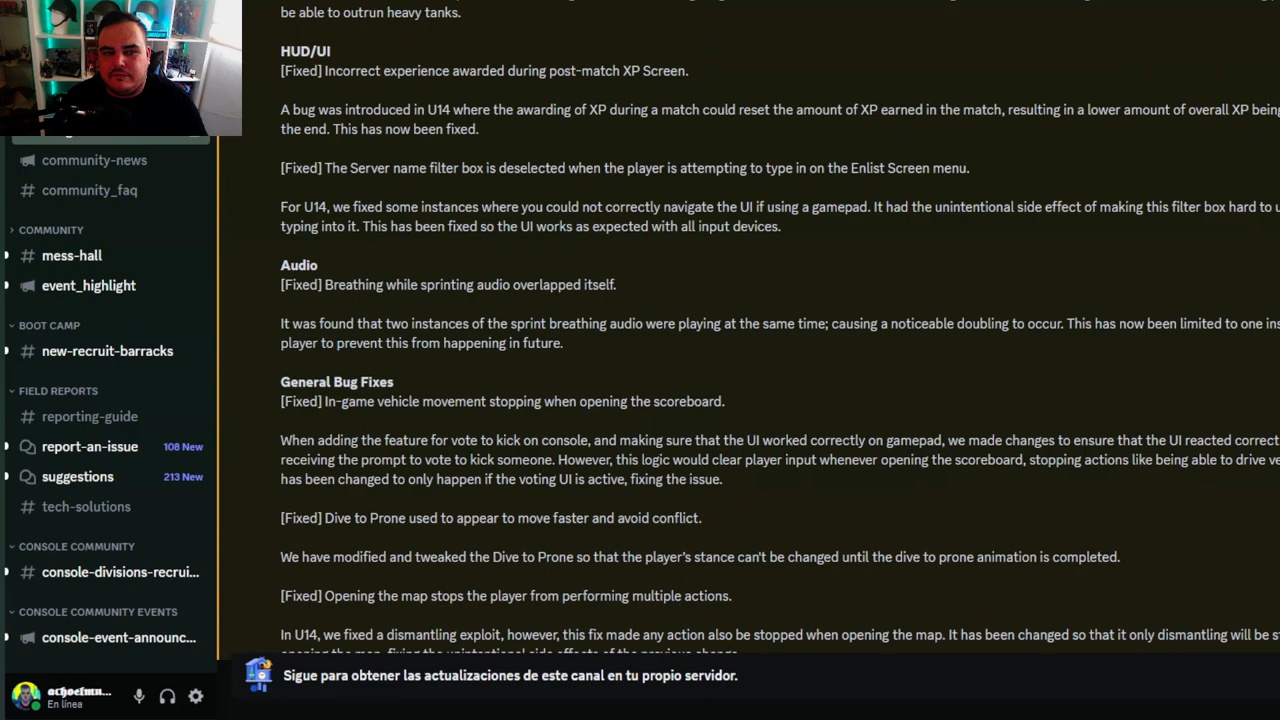 community-news
community_faq
COMMUNITY
mess-hall
event_highlight
BOOT CAMP
new-recruit-barracks
FIELD REPORTS
reporting-guide
report-an-issue 108 New
suggestions 213 New
tech-solutions
CONSOLE COMMUNITY
console-divisions-recrui...
CONSOLE COMMUNITY EVENTS
console-event-announc...
En línea
be able to outrun heavy tanks.
HUD/UI
[Fixed] Incorrect experience awarded during post-match XP Screen.
A bug was introduced in U14 where the awarding of XP during a match could reset the amount of XP earned in the match, resulting in a lower amount of overall XP being
the end. This has now been fixed.
[Fixed] The Server name filter box is deselected when the player is attempting to type in on the Enlist Screen menu.
For U14, we fixed some instances where you could not correctly navigate the UI if using a gamepad. It had the unintentional side effect of making this filter box hard to
typing into it. This has been fixed so the UI works as expected with all input devices.
Audio
[Fixed] Breathing while sprinting audio overlapped itself.
It was found that two instances of the sprint breathing audio were playing at the same time; causing a noticeable doubling to occur. This has now been limited to one
player to prevent this from happening in future.
General Bug Fixes
[Fixed] In-game vehicle movement stopping when opening the scoreboard.
When adding the feature for vote to kick on console, and making sure that the UI worked correctly on gamepad, we made changes to ensure that the UI reacted
receiving the prompt to vote to kick someone. However, this logic would clear player input whenever opening the scoreboard, stopping actions like being able to drive
has been changed to only happen if the voting UI is active, fixing the issue.
[Fixed] Dive to Prone used to appear to move faster and avoid conflict.
We have modified and tweaked the Dive to Prone so that the player's stance can't be changed until the dive to prone animation is completed.
[Fixed] Opening the map stops the player from performing multiple actions.
In U14, we fixed a dismantling exploit, however, this fix made any action also be stopped when opening the map. It has been changed so that it only dismantling will be
Sigue para obtener las actualizaciones de este canal en tu propio servidor.